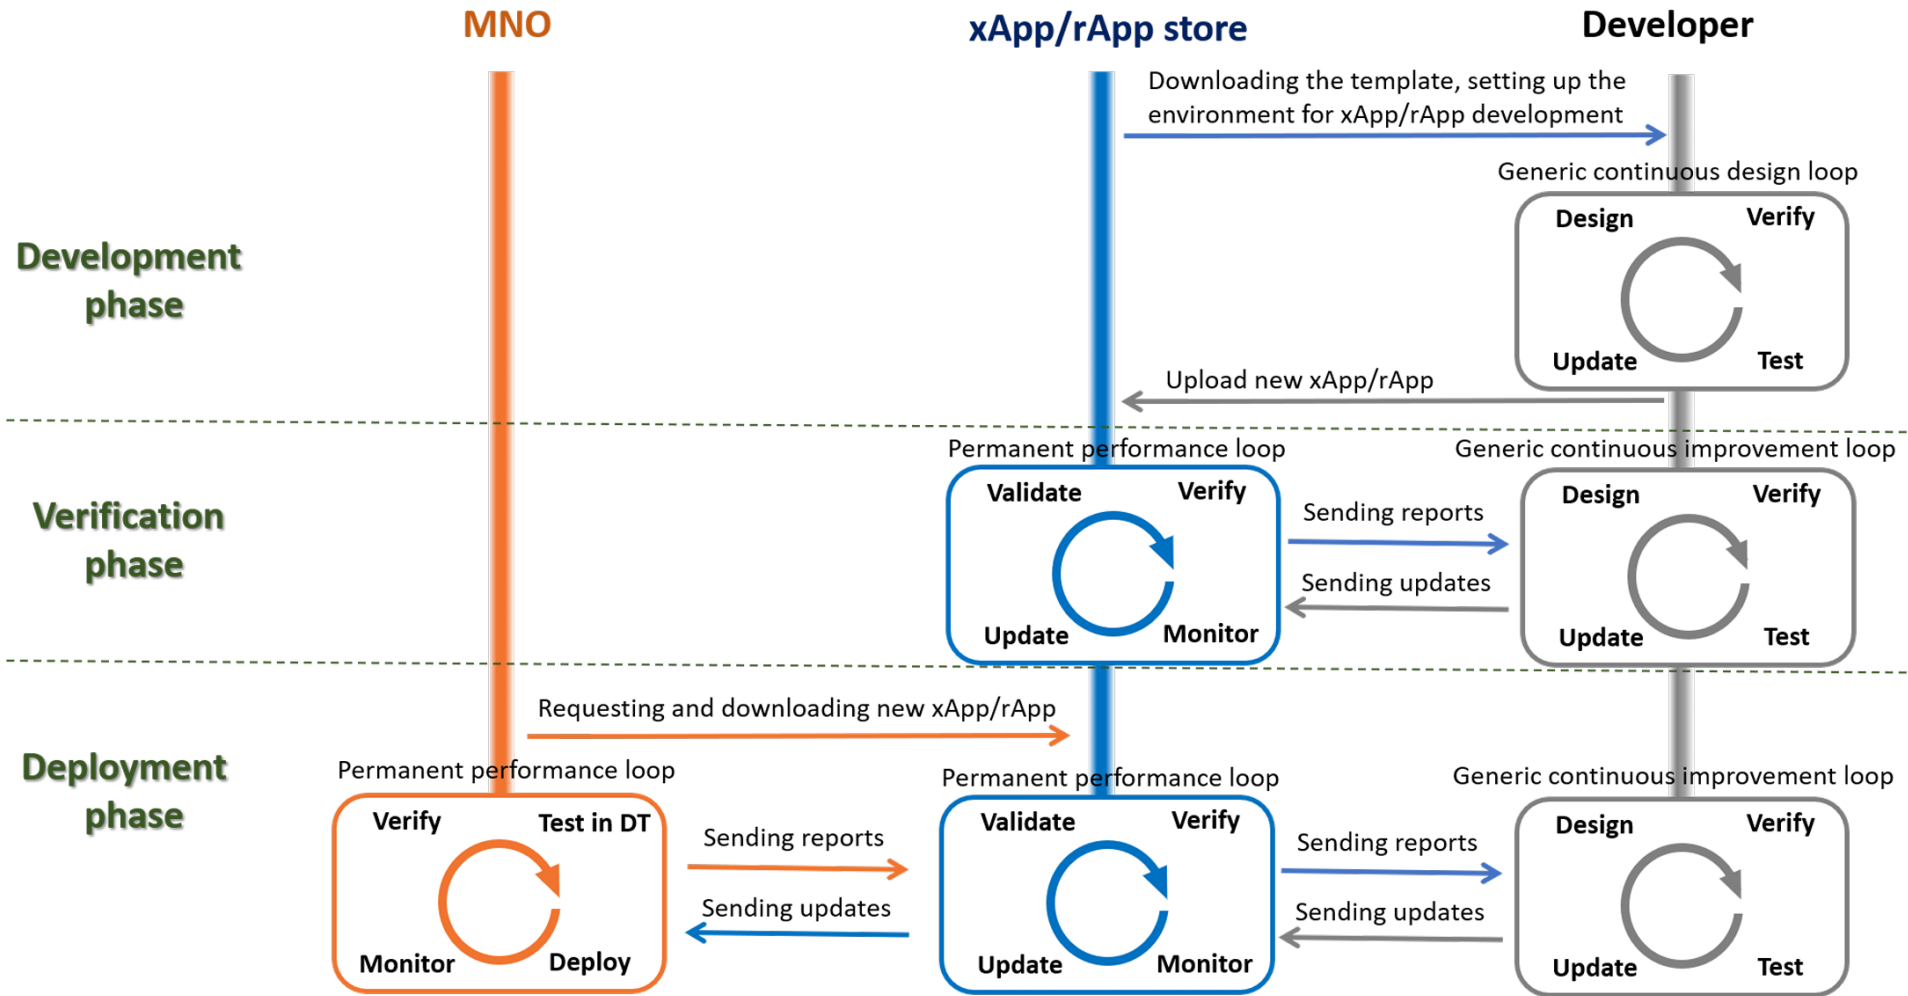 MNO
xApp/rApp store
Developer
Downloading the template, setting up the
environment for xApp/rApp development
Generic continuous design loop
Design
Verify
Update
Test
Development
phase
Upload new xApp/rApp
Permanent performance loop
Generic continuous improvement loop
Validate
Verify
Update
Monitor
Sending reports
Sending updates
Design
Verify
Update
Test
Verification
phase
Requesting and downloading new xApp/rApp
Deployment
phase
Permanent performance loop
Permanent performance loop
Generic continuous improvement loop
Verify
Test in DT
Monitor
Deploy
Sending reports
Sending updates
Validate
Verify
Update
Monitor
Sending reports
Sending updates
Design
Verify
Update
Test